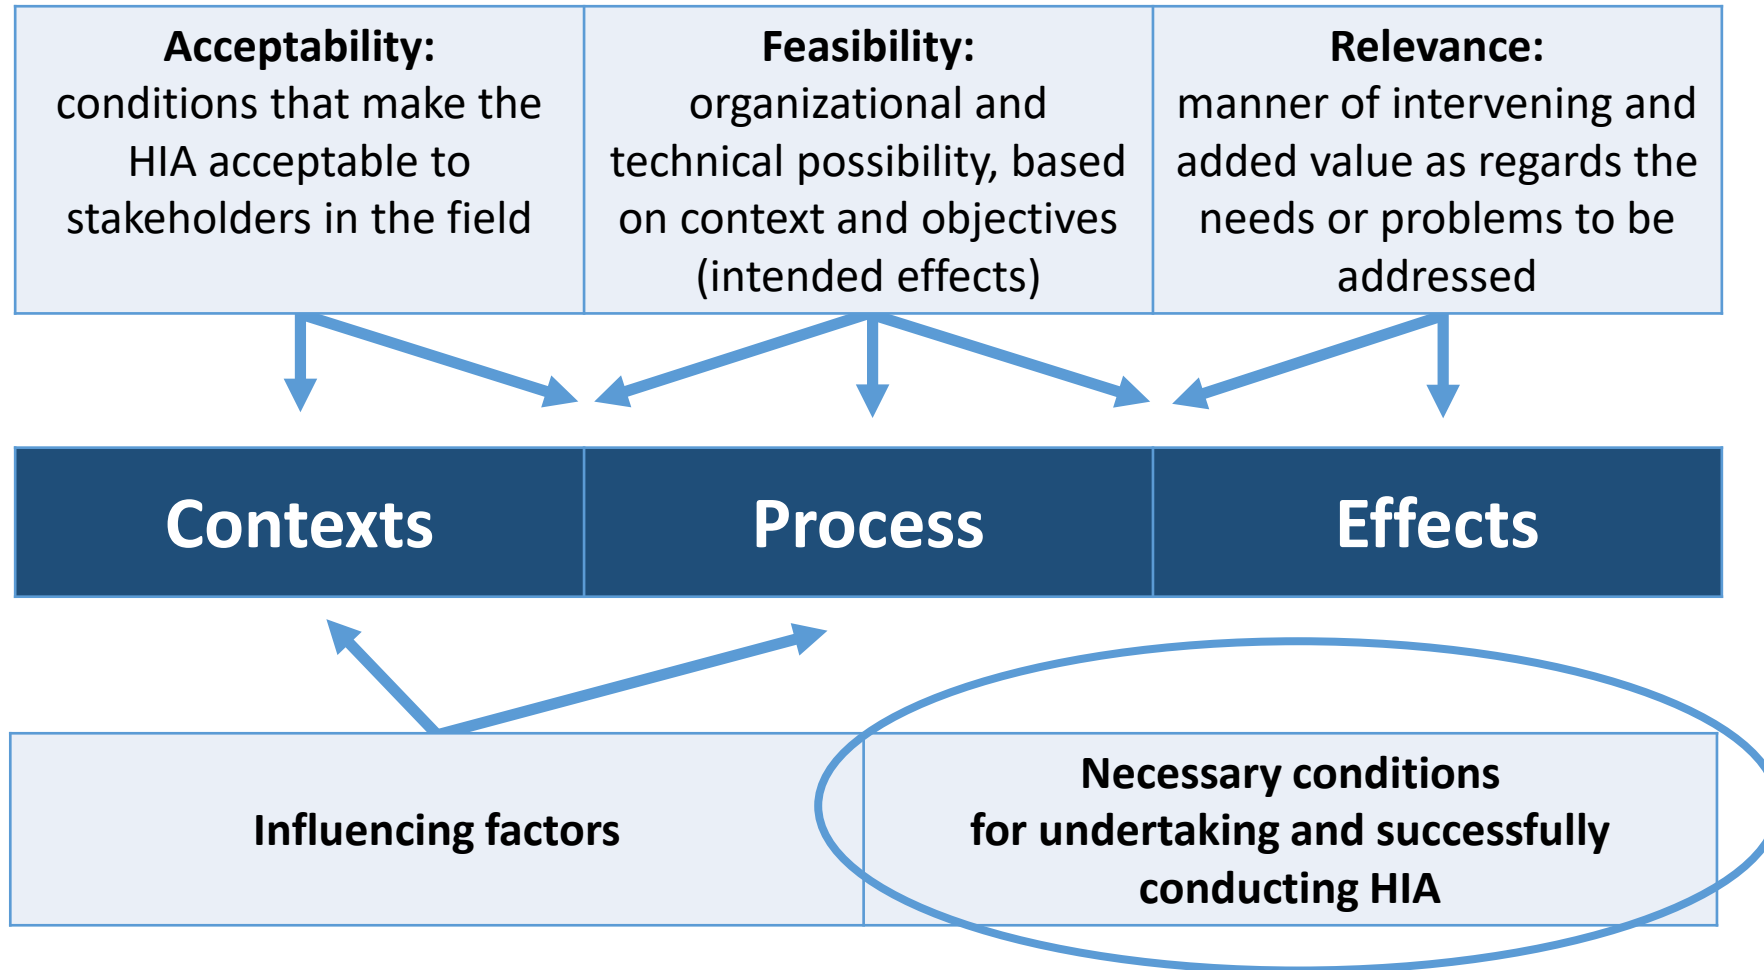 Acceptability:
conditions that make the
HIA acceptable to
stakeholders in the field
Feasibility:
organizational and
technical possibility, based
on context and objectives
(intended effects)
Relevance:
manner of intervening and
added value as regards the
needs or problems to be
addressed
Contexts
Process
Effects
Influencing factors
Necessary conditions
for undertaking and successfully
conducting HIA